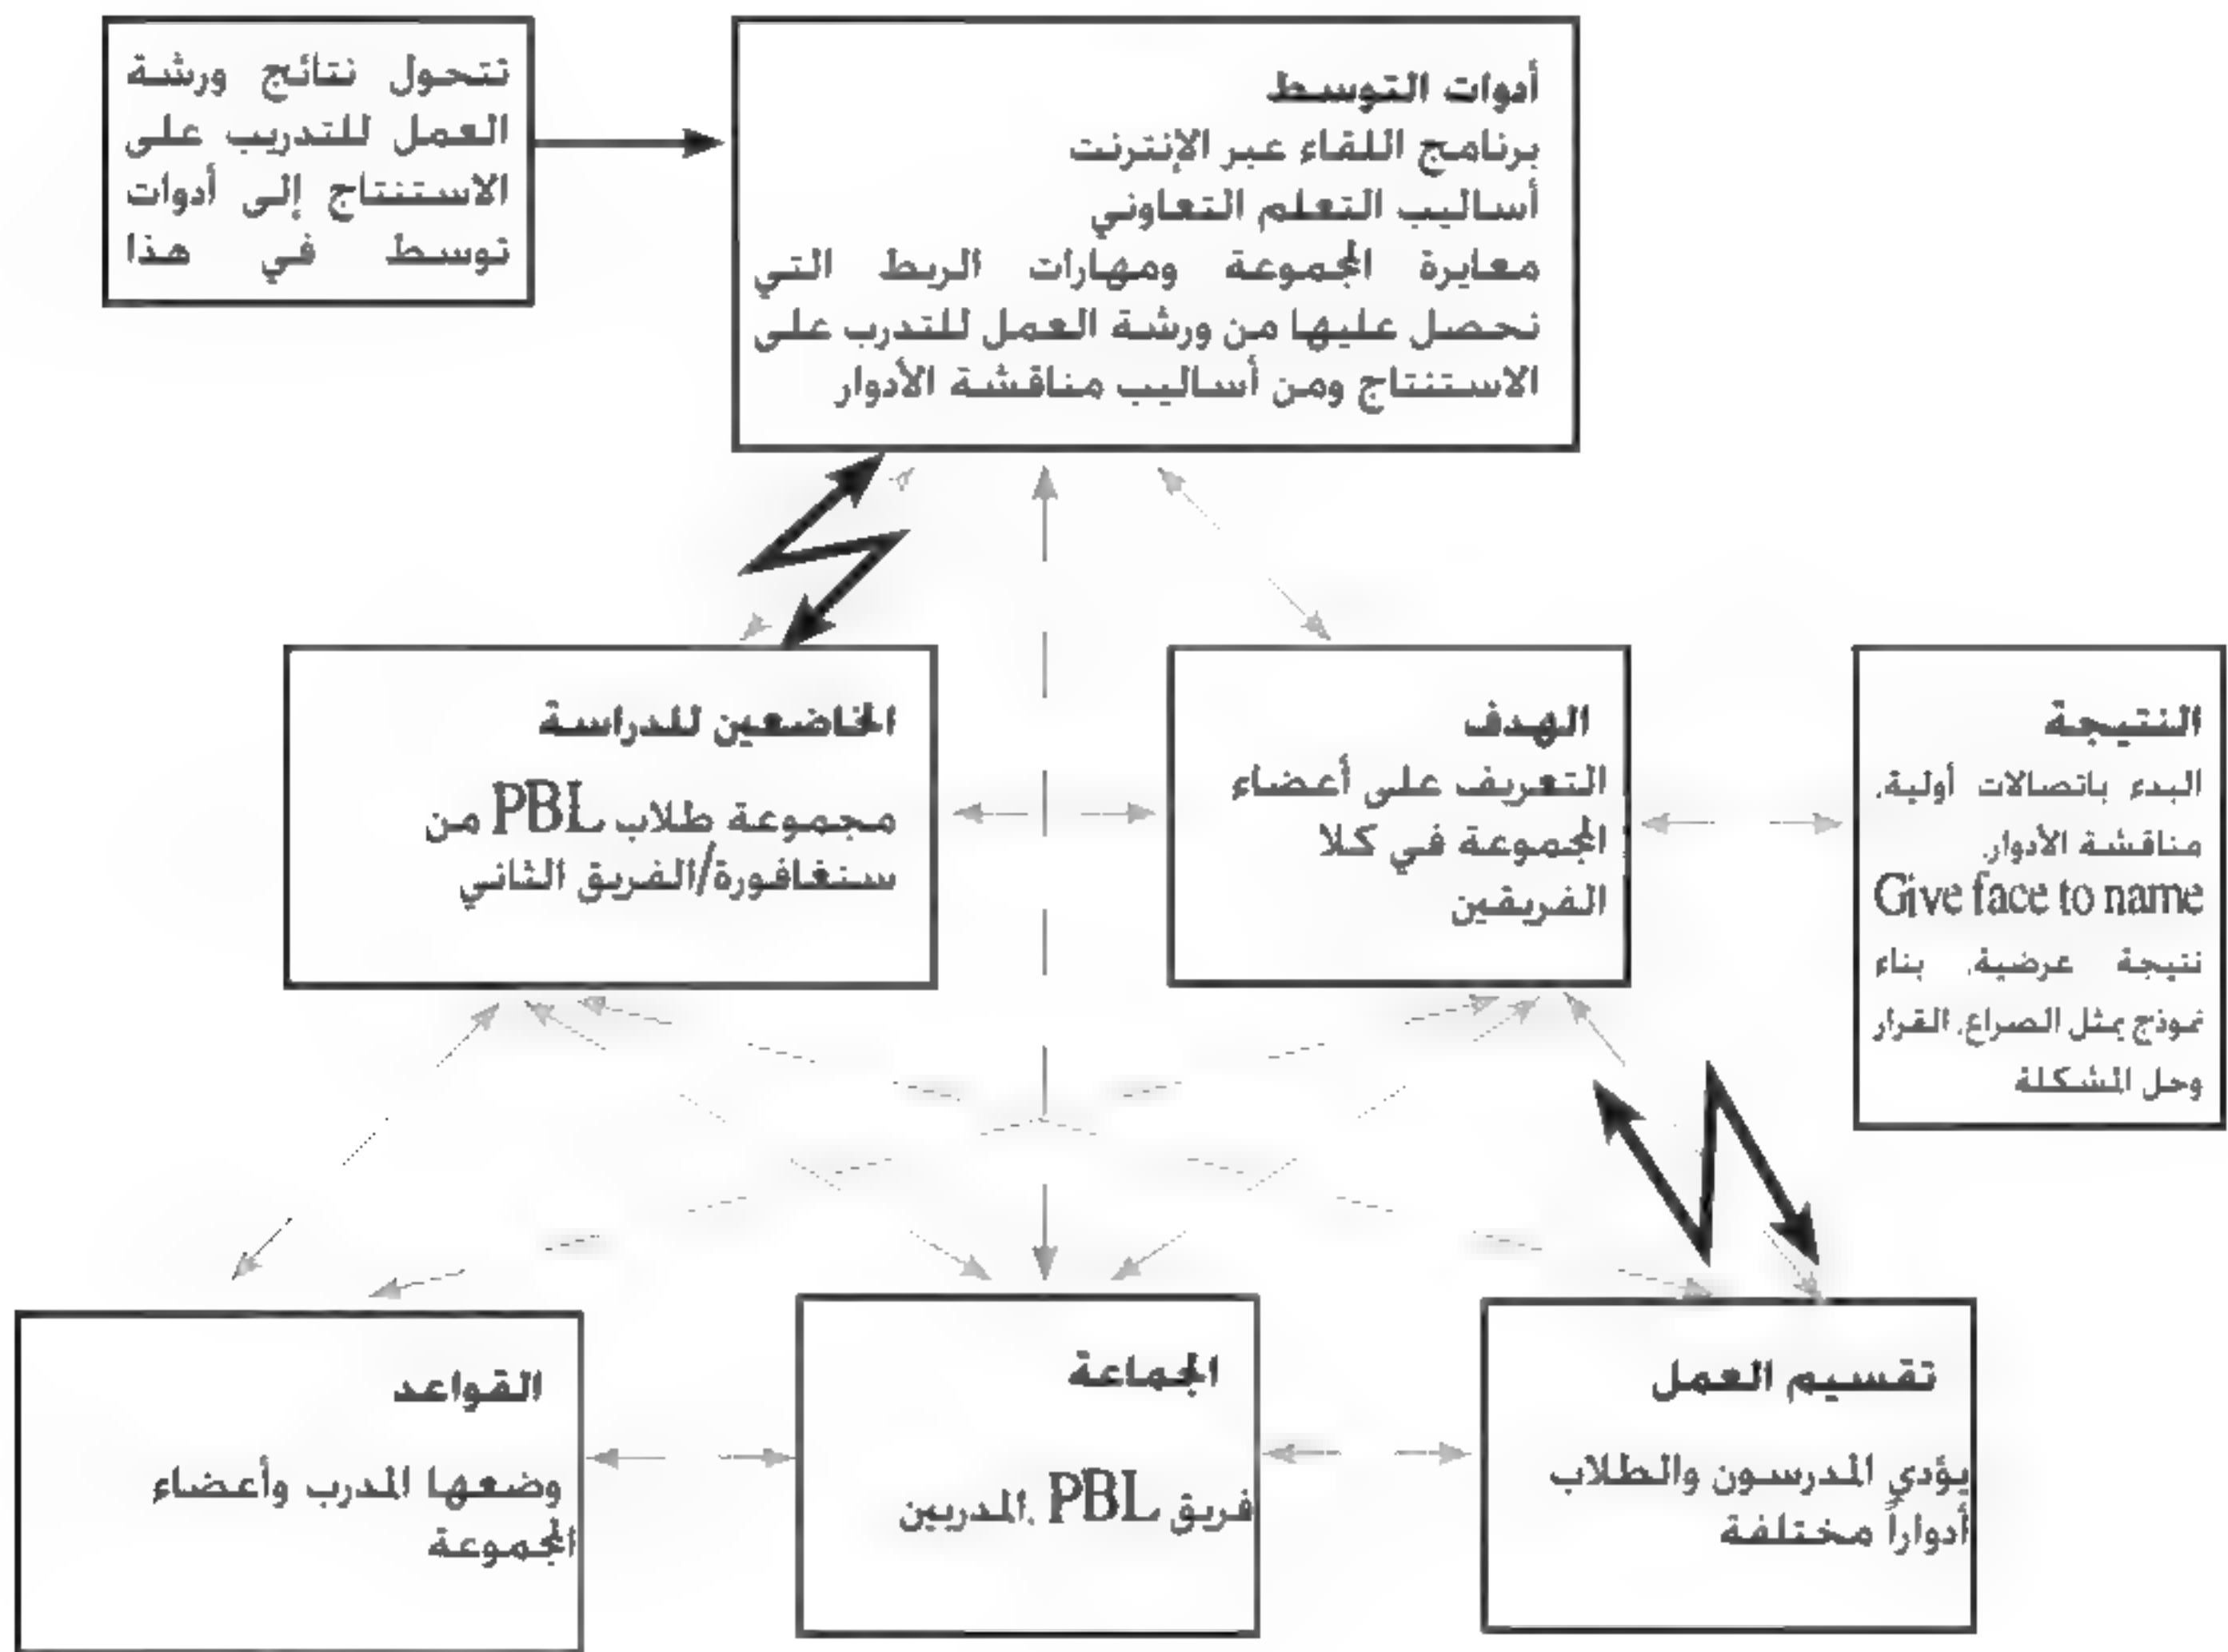 تتحول نتائج ورشة
العمل للتدريب على
الاستنتاج إلى أدوات
توسط في هذا
أدوات التوسط
برنامج اللقاء عبر الإنترنت
أساليب التعلم التعاوني
معايرة المجموعة ومهارات الربط التي
نحصل عليها من ورشة العمل للتدرب على
الاستنتاج ومن أساليب مناقشة الأدوار
الخاضعين للدراسة
مجموعة طلاب PBL من
سنغافورة/الفريق الثاني
الهدف
التعريف على أعضاء
المجموعة في كلا
الفريقين
النتيجة
البدء باتصالات أولية.
مناقشة الأدوار.
Give face to name
نتيجة عرضية. بناء
نموذج يمثل الصراع. القرار
وحل المشكلة
القواعد
وضعها المدرب وأعضاء
المجموعة
الجماعة
فريق PBL .المدربين
تقسيم العمل
يؤدي المدرسون والطلاب
أدواراً مختلفة